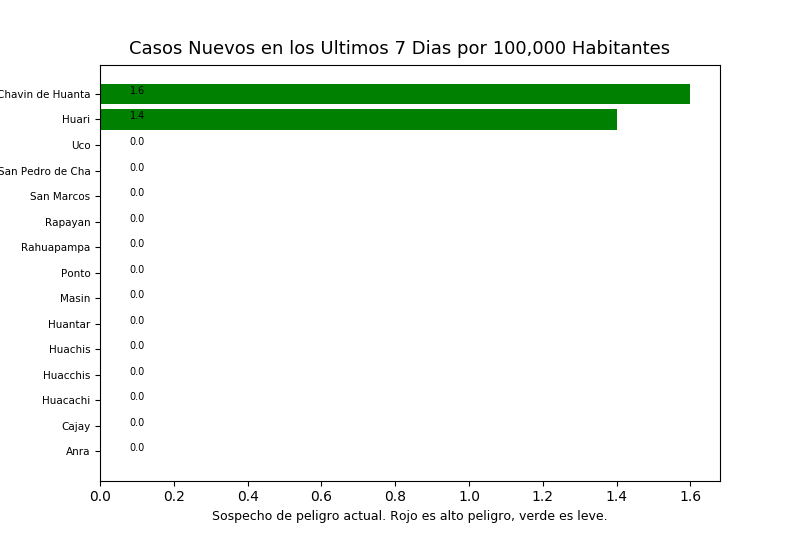 Casos Nuevos en los Ultimos 7 Dias por 100,000 Habitantes
Chavin de Huanta 1.6
Huari 1.4
Uco 0.0
San Pedro de Cha 0.0
San Marcos 0.0
Rapayan 0.0
Rahuapampa 0.0
Ponto 0.0
Masin 0.0
Huantar 0.0
Huachis 0.0
Huacchis 0.0
Huacachi 0.0
Cajay 0.0
Anra 0.0
0.0 0.2 0.4 0.6 0.8 1.0 1.2 1.4 1.6
Sospecho de peligro actual. Rojo es alto peligro, verde es leve.